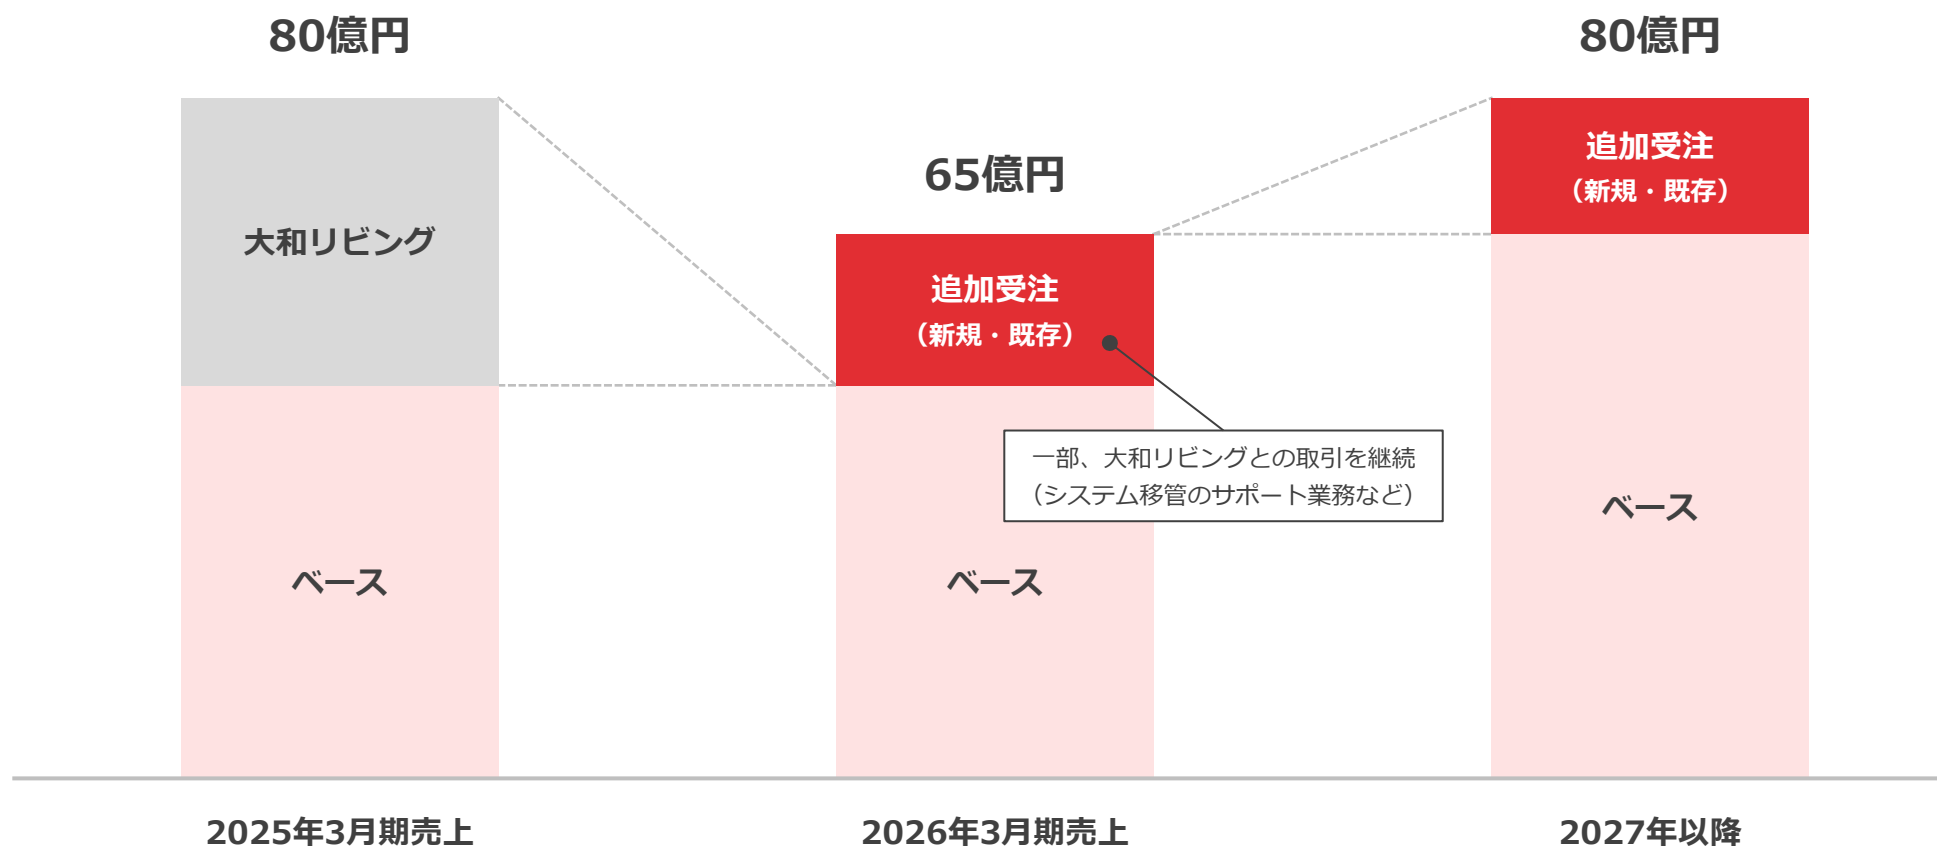 80億円
大和リビング
ベース
2025年3月期売上
65億円
追加受注
（新規・既存）
一部、大和リビングとの取引を継続
（システム移管のサポート業務など）
ベース
2026年3月期売上
80億円
追加受注
（新規・既存）
ベース
2027年以降